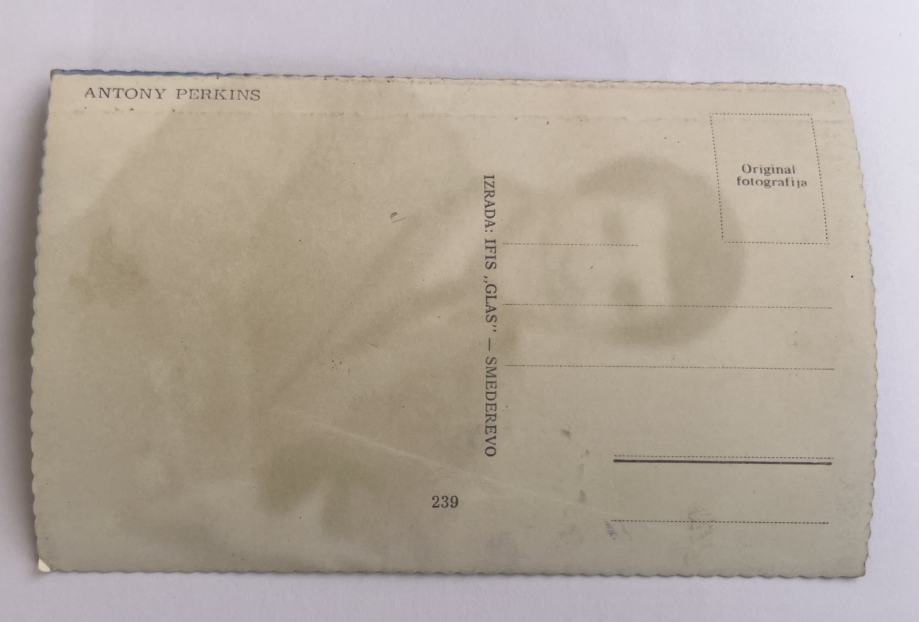 ANTONY PERKINS
Original
fotografija
IZRADA: IFIS „GLAS” — SMEDEREVO
239